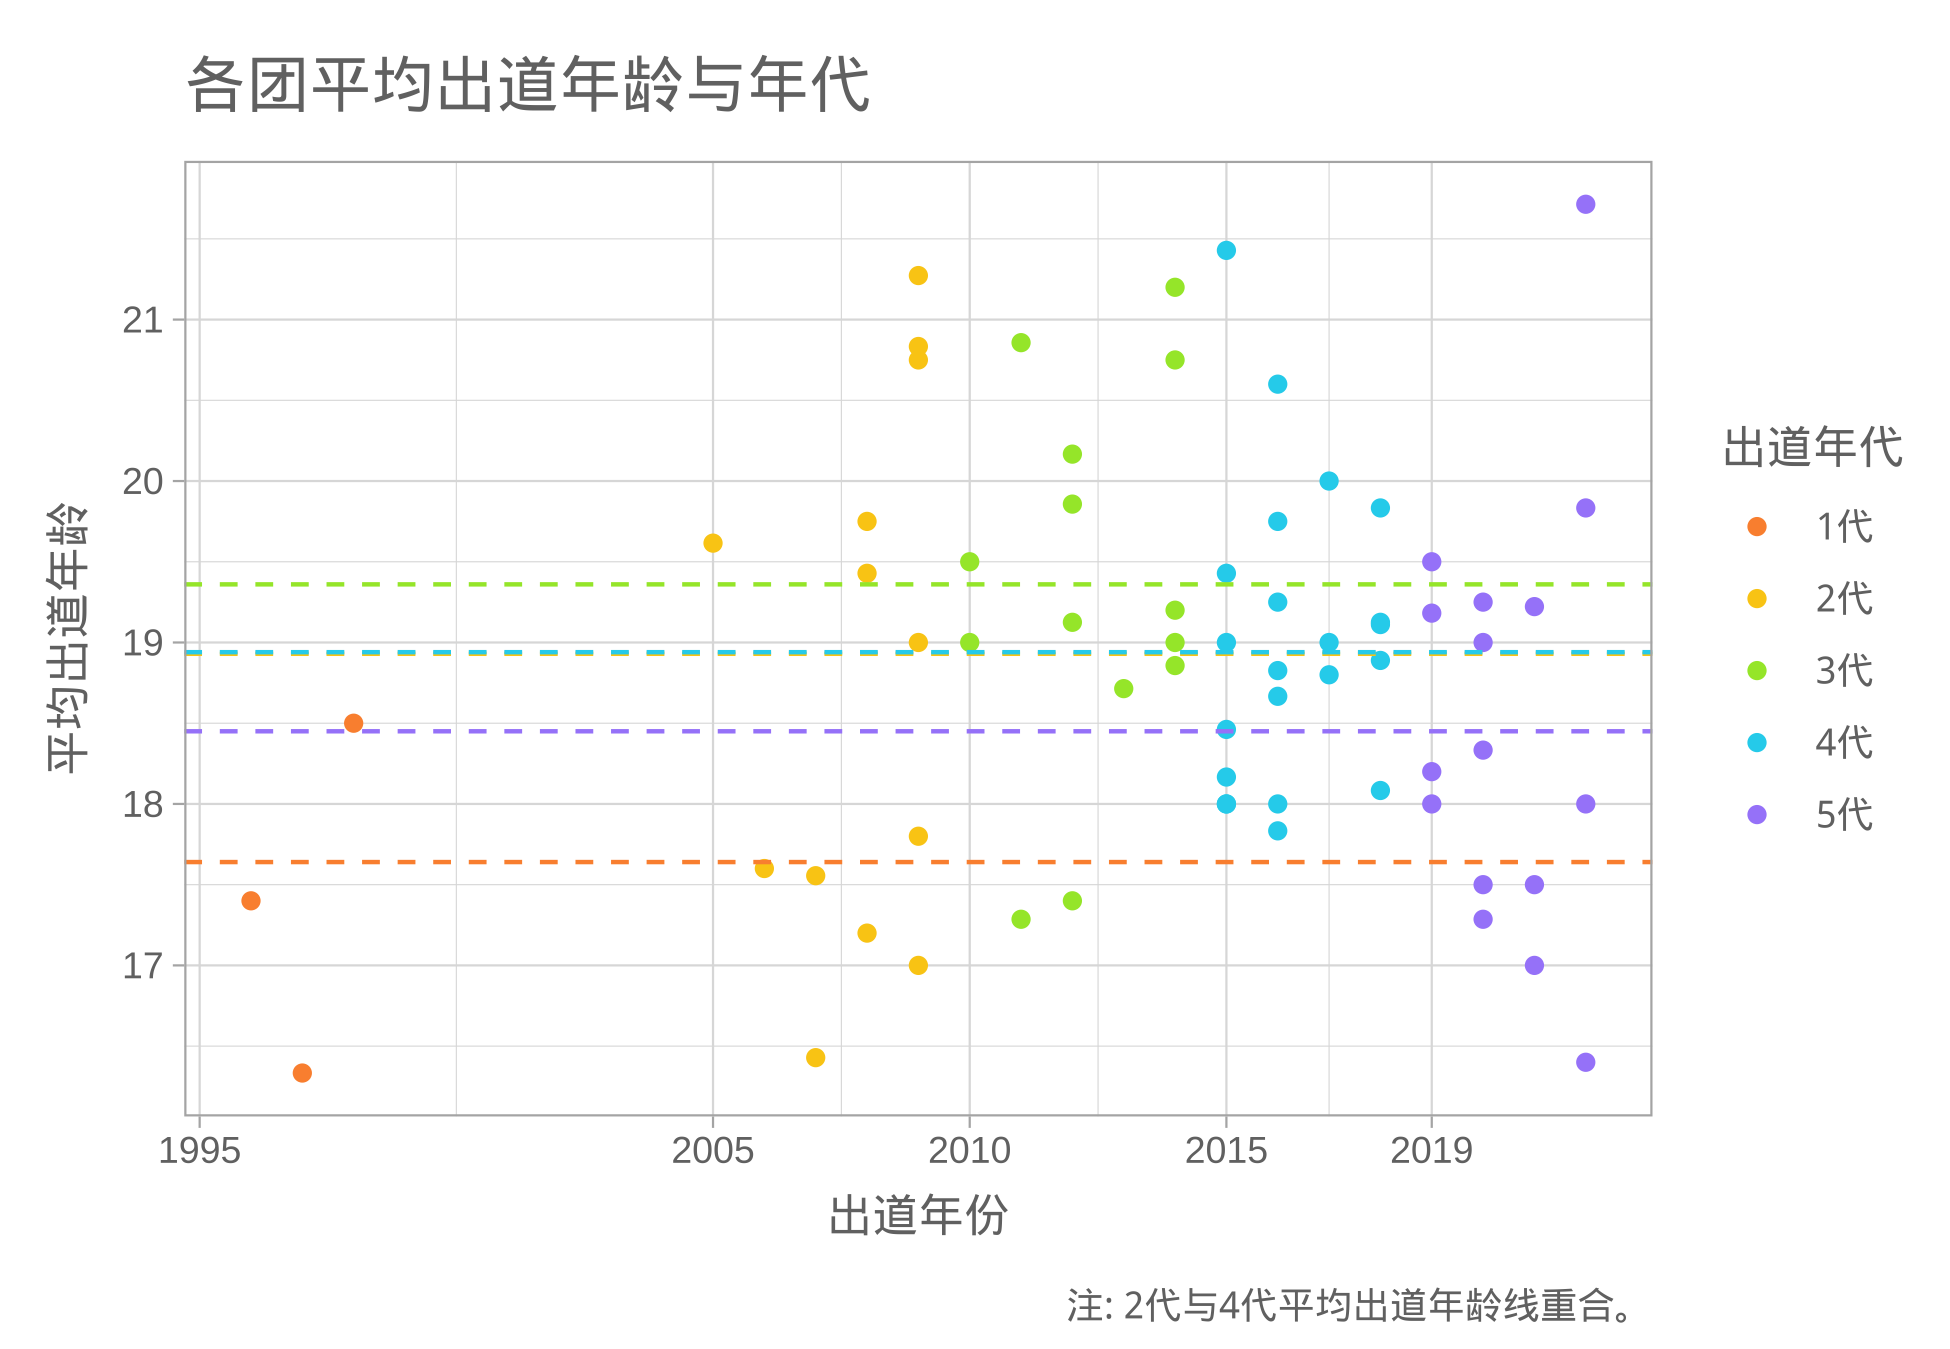 各团平均出道年龄与年代
21
20
19
18
17
平均出道年龄
1995
2005
2010
2015
2019
出道年份
出道年代
1代
2代
3代
4代
5代
注: 2代与4代平均出道年龄线重合。